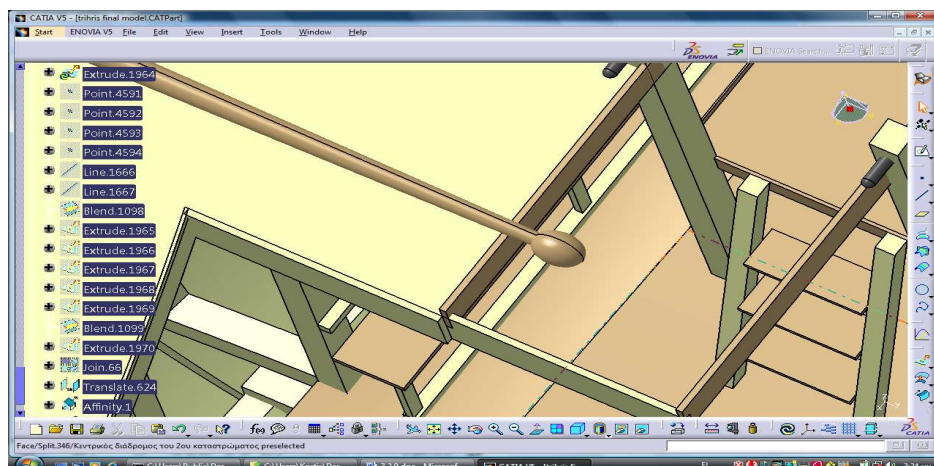 CATIA V5 - [trihris final model.CATPart]
Start ENOVIA V5 File Edit View Insert Tools Window Help
ENOVIA
ENOVIA Search...
Extrude.1964
Point.4591
Point.4592
Point.4593
Point.4594
Line.1666
Line.1667
Blend.1098
Extrude.1965
Extrude.1966
Extrude.1967
Extrude.1968
Extrude.1969
Blend.1099
Extrude.1970
Join.66
Translate.624
Affinity.1
CATIA
Face/Split.346/Κεντρικός διάδρομος του 2ου καταστρώματος preselected